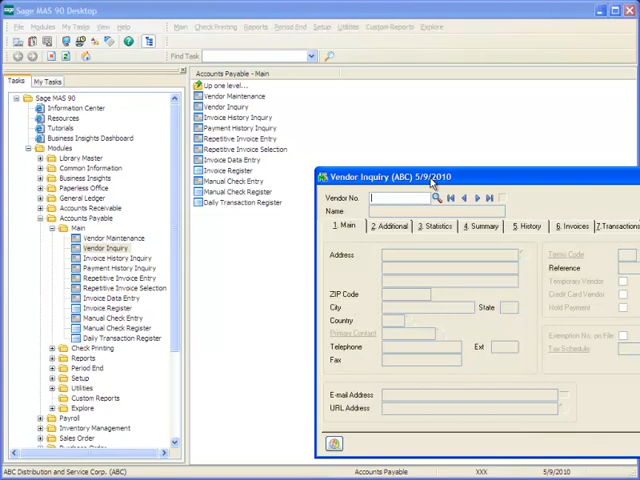 Sage MAS 90 Desktop
File Modules My Tasks View Help Main Check Printing Reports Period End Setup Utilities Custom Reports Explore
Find Task
Tasks My Tasks
Sage MAS 90
Information Center
Resources
Tutorials
Business Insights Dashboard
Modules
Library Master
Common Information
Business Insights
Paperless Office
General Ledger
Accounts Receivable
Accounts Payable
Main
Vendor Maintenance
Vendor Inquiry
Invoice History Inquiry
Payment History Inquiry
Repetitive Invoice Entry
Repetitive Invoice Selection
Invoice Data Entry
Invoice Register
Manual Check Entry
Manual Check Register
Daily Transaction Register
Check Printing
Reports
Period End
Setup
Utilities
Custom Reports
Explore
Payroll
Inventory Management
Sales Order
Accounts Payable - Main
Up one level...
Vendor Maintenance
Vendor Inquiry
Invoice History Inquiry
Payment History Inquiry
Repetitive Invoice Entry
Repetitive Invoice Selection
Invoice Data Entry
Invoice Register
Manual Check Entry
Manual Check Register
Daily Transaction Register
Vendor Inquiry (ABC) 5/9/2010
Vendor No.
Name
1. Main 2. Additional 3. Statistics 4. Summary 5. History 6. Invoices 7. Transactions
Address
ZIP Code
City State
Country
Primary Contact
Telephone Ext
Fax
E-mail Address
URL Address
Terms Code
Reference
Temporary Vendor
Credit Card Vendor
Hold Payment
Exemption No. on File
Tax Schedule
ABC Distribution and Service Corp. (ABC) Accounts Payable XXX 5/9/2010